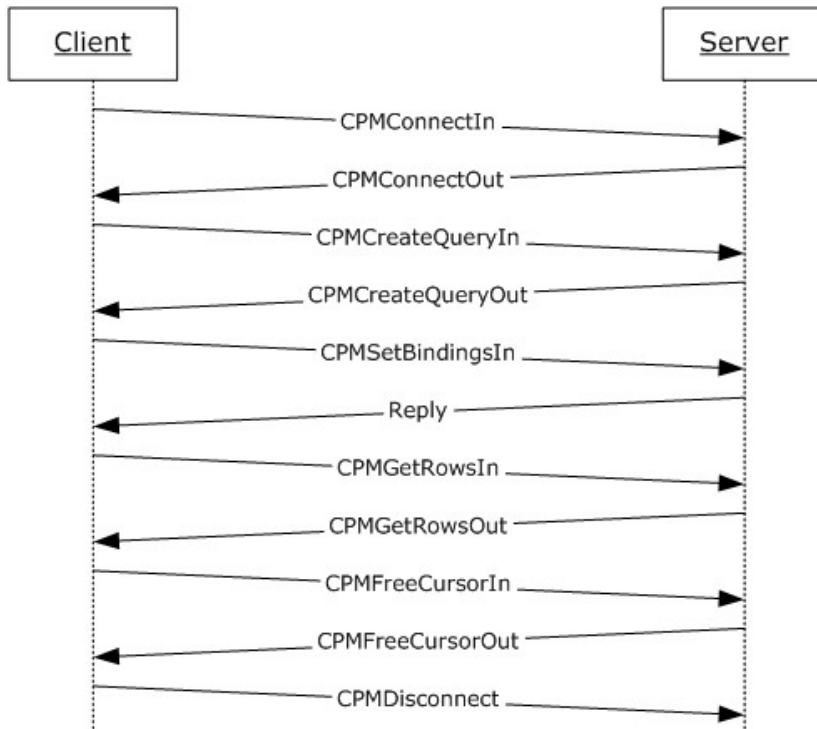 Client
Server
CPMConnectIn
CPMConnectOut
CPMCreateQueryIn
CPMCreateQueryOut
CPMSetBindingsIn
Reply
CPMGetRowsIn
CPMGetRowsOut
CPMFreeCursorIn
CPMFreeCursorOut
CPMDisconnect